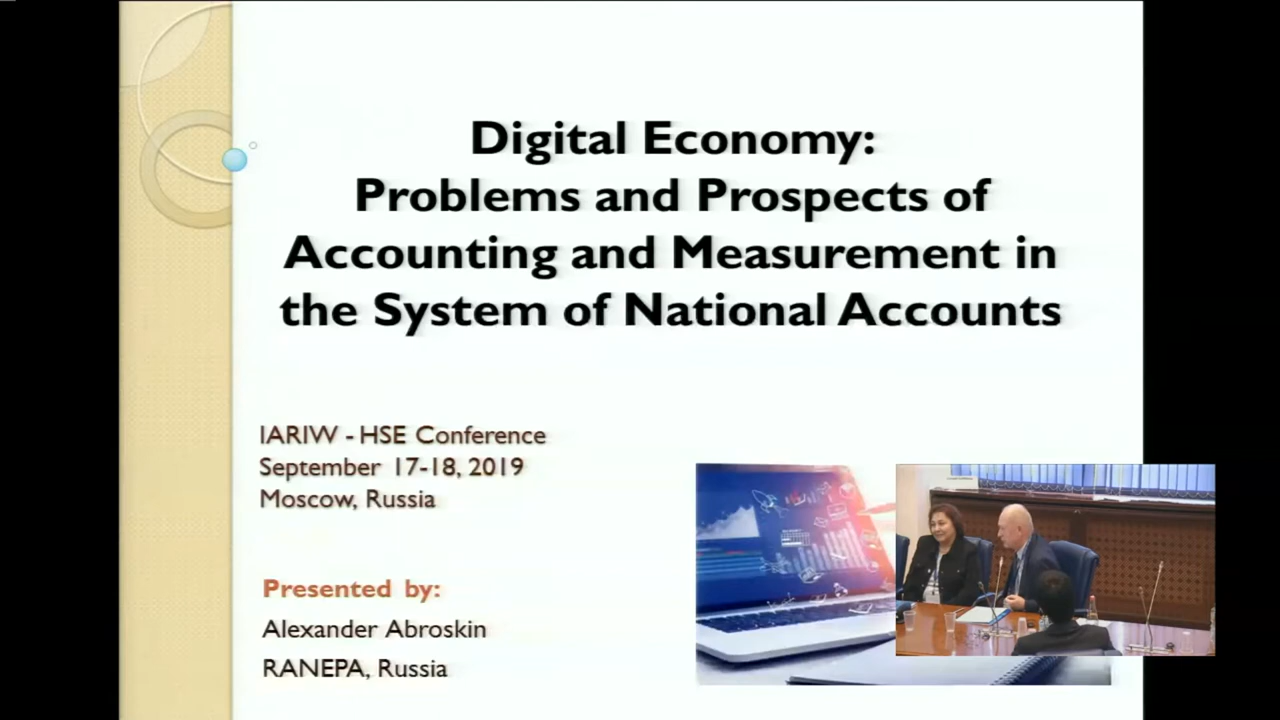 Digital Economy:
Problems and Prospects of
Accounting and Measurement in
the System of National Accounts
IARIW - HSE Conference
September 17-18, 2019
Moscow, Russia
Presented by:
Alexander Abroskin
RANEPA, Russia